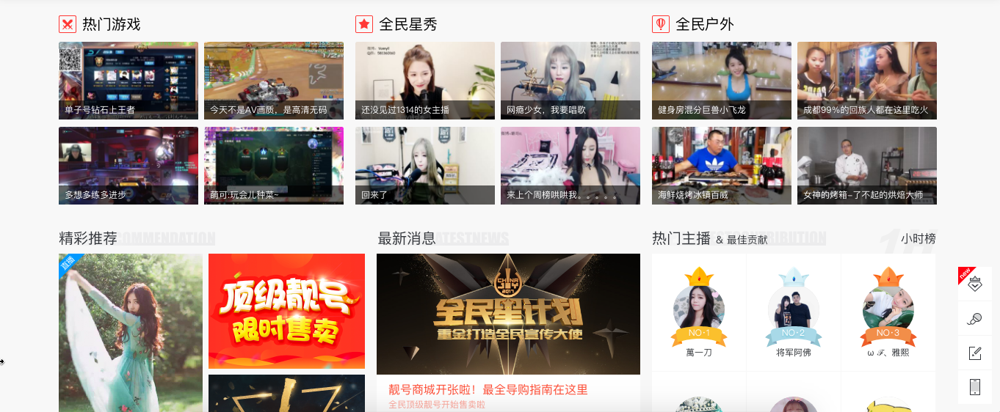 热门游戏
全民星秀
全民户外
单子号钻石上王者
今天不是AV画质，是高清无码
还没见过1314的女主播
网瘾少女，我要唱歌
健身房混分巨兽小飞龙
成都99%的回族人都在这里吃火
多想多练多进步
萌可:玩会儿种菜~
回来了
来上个周榜哄哄我。。。。。
海鲜烧烤冰镇百威
女神的烤箱-了不起的烘焙大师
精彩推荐
最新消息
LATESTNEWS
热门主播 & 最佳贡献
小时榜
直播
顶级靓号
限时售卖
CHINA
JOY
2017
全民星计划
重金打造全民宣传大使
靓号商城开张啦！最全导购指南在这里
全民顶级靓号开始售卖啦
NO·1
NO·2
NO·3
萬一刀
将军阿佛
ω ℱ、雅熙
new